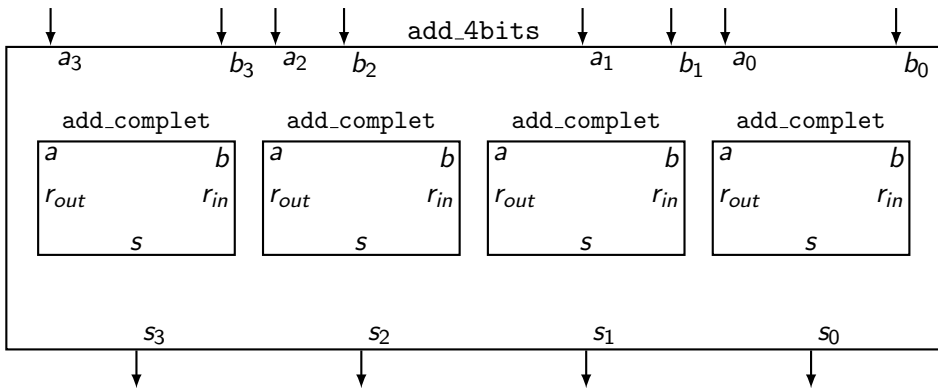 add_4bits
a3 b3 a2 b2 a1 b1 a0 b0
add_complet add_complet add_complet add_complet
a b a b a b a b
rout rin rout rin rout rin rout rin
s s s s
s3 s2 s1 s0